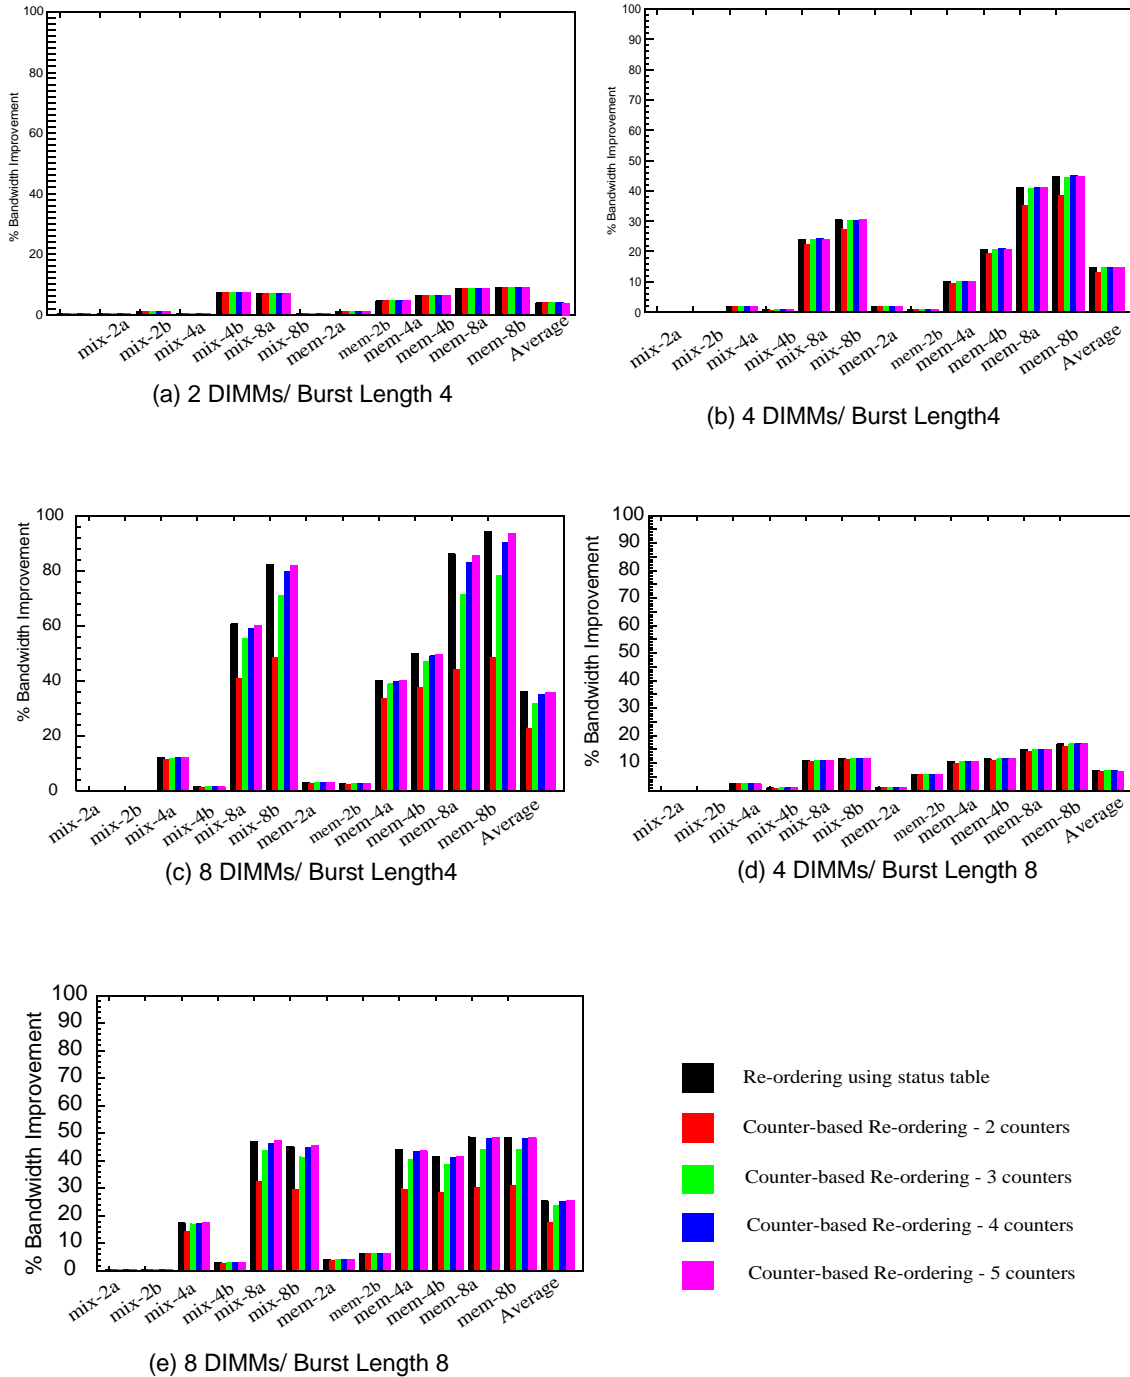 % Bandwidth Improvement
100
80
60
40
20
0
mix-2a
mix-2b
mix-4a
mix-4b
mix-8a
mix-8b
mem-2a
mem-2b
mem-4a
mem-4b
mem-8a
mem-8b
Average
(a) 2 DIMMs/ Burst Length 4
% Bandwidth Improvement
100
90
80
70
60
50
40
30
20
10
0
mix-2a
mix-2b
mix-4a
mix-4b
mix-8a
mix-8b
mem-2a
mem-2b
mem-4a
mem-4b
mem-8a
mem-8b
Average
(b) 4 DIMMs/ Burst Length4
% Bandwidth Improvement
100
80
60
40
20
0
mix-2a
mix-2b
mix-4a
mix-4b
mix-8a
mix-8b
mem-2a
mem-2b
mem-4a
mem-4b
mem-8a
mem-8b
Average
(c) 8 DIMMs/ Burst Length4
% Bandwidth Improvement
100
90
80
70
60
50
40
30
20
10
mix-2a
mix-2b
mix-4a
mix-4b
mix-8a
mix-8b
mem-2a
mem-2b
mem-4a
mem-4b
mem-8a
mem-8b
Average
(d) 4 DIMMs/ Burst Length 8
% Bandwidth Improvement
100
90
80
70
60
50
40
30
20
10
0
mix-2a
mix-2b
mix-4a
mix-4b
mix-8a
mix-8b
mem-2a
mem-2b
mem-4a
mem-4b
mem-8a
mem-8b
Average
(e) 8 DIMMs/ Burst Length 8
Re-ordering using status table
Counter-based Re-ordering - 2 counters
Counter-based Re-ordering - 3 counters
Counter-based Re-ordering - 4 counters
Counter-based Re-ordering - 5 counters